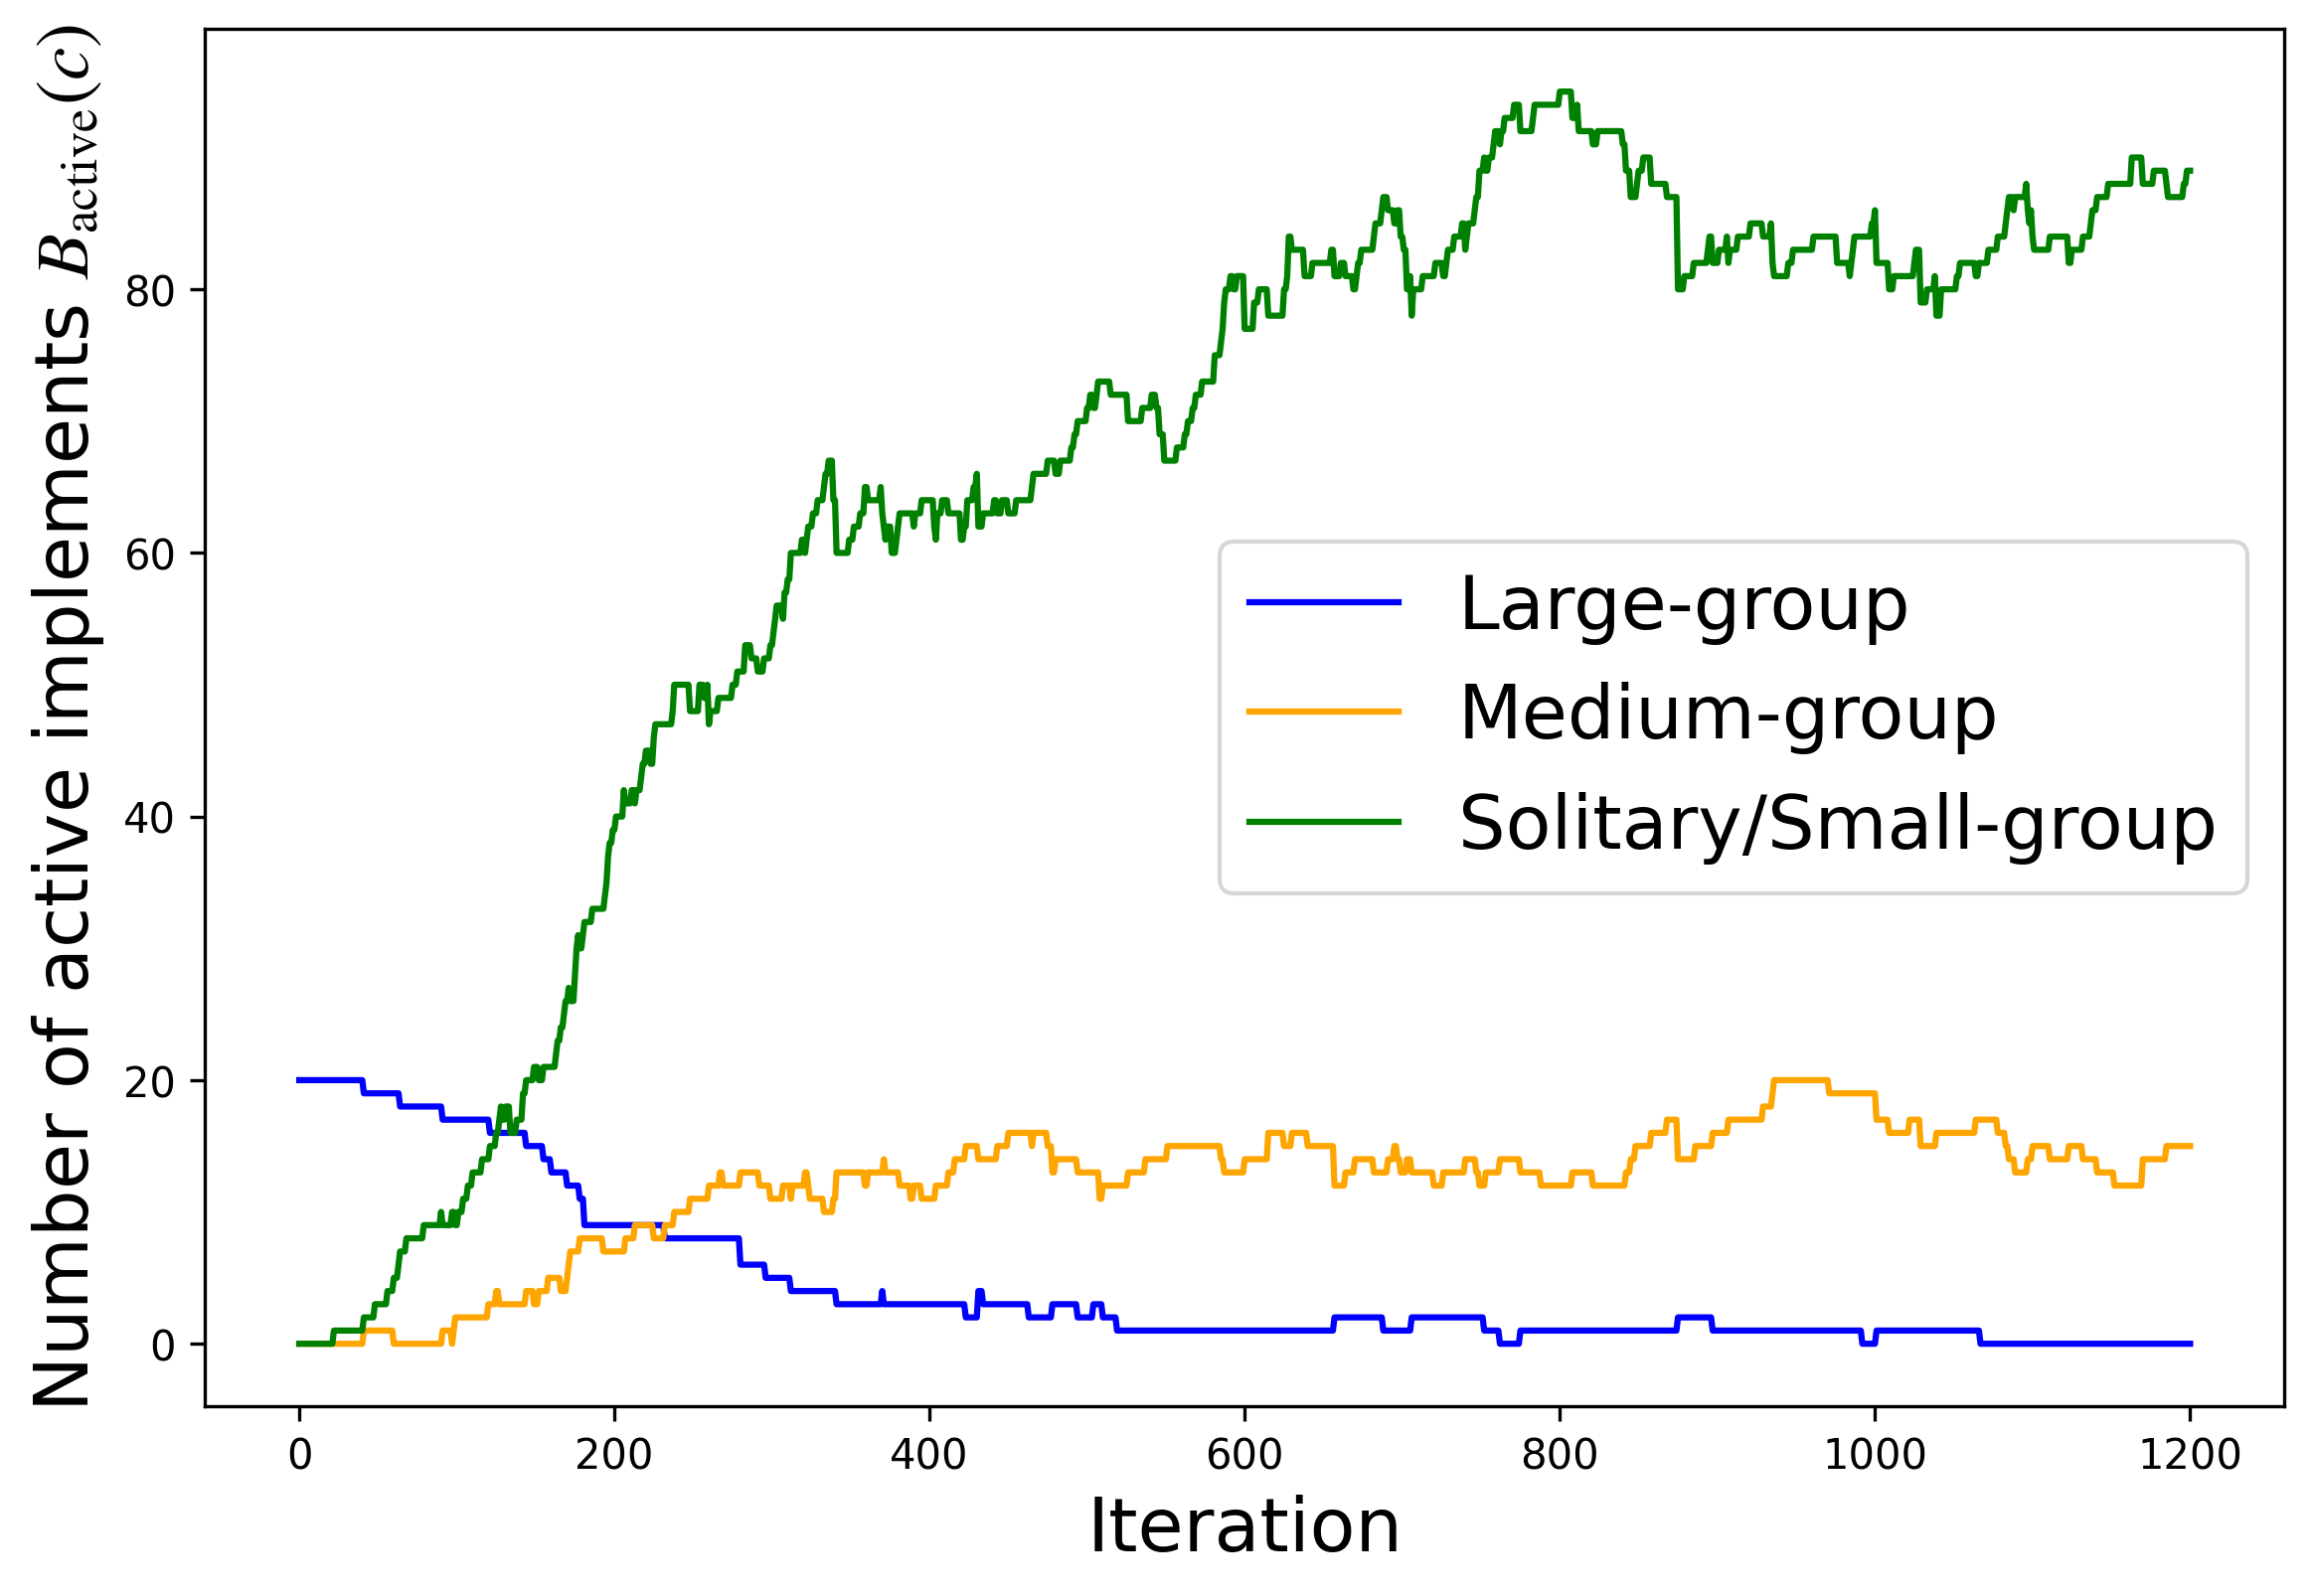 Number of active implements B_active(c)
80
60
40
20
0
Large-group
Medium-group
Solitary/Small-group
0 200 400 600 800 1000 1200
Iteration